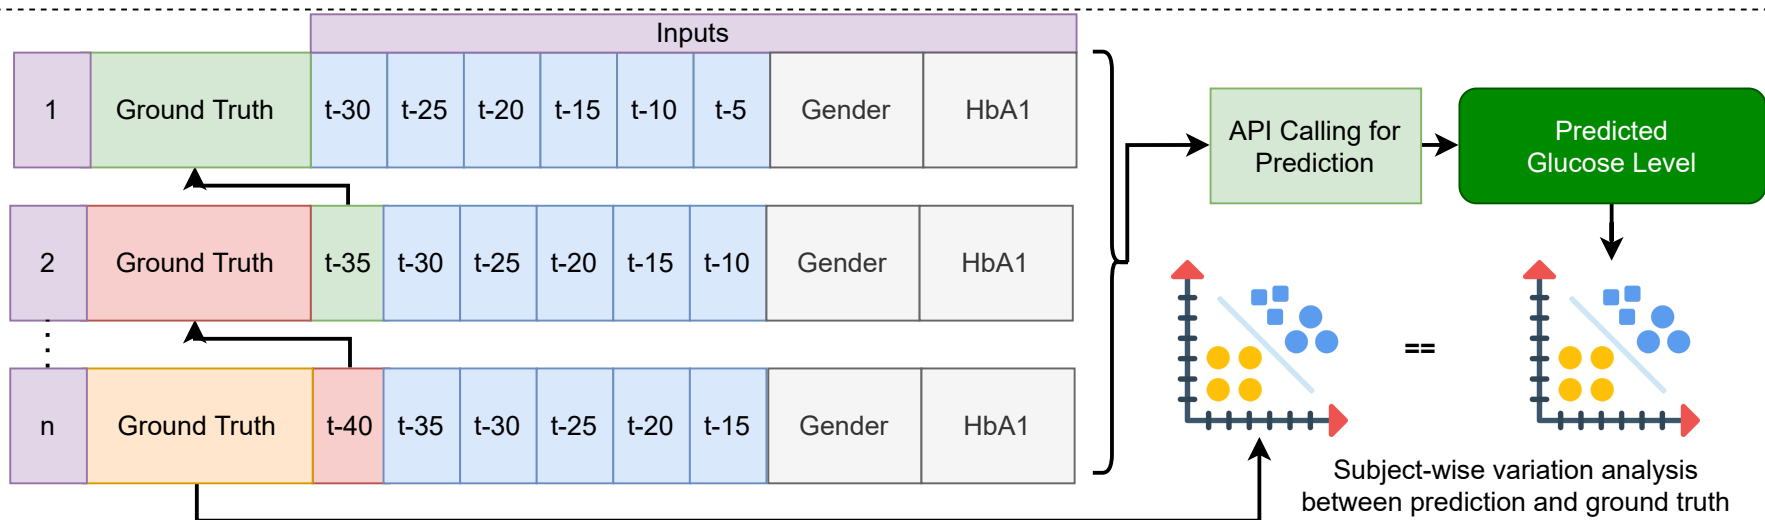 Inputs
1 Ground Truth t-30 t-25 t-20 t-15 t-10 t-5 Gender HbA1
API Calling for
Prediction
Predicted
Glucose Level
2 Ground Truth t-35 t-30 t-25 t-20 t-15 t-10 Gender HbA1
==
n Ground Truth t-40 t-35 t-30 t-25 t-20 t-15 Gender HbA1
Subject-wise variation analysis
between prediction and ground truth